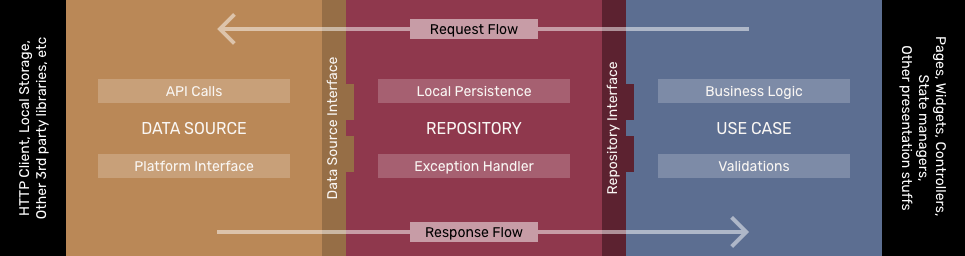 HTTP Client, Local Storage,
Other 3rd party libraries, etc
API Calls
DATA SOURCE
Platform Interface
Data Source Interface
Request Flow
Local Persistence
REPOSITORY
Exception Handler
Response Flow
Repository Interface
Business Logic
USE CASE
Validations
Pages, Widgets, Controllers,
State managers,
Other presentation stuffs